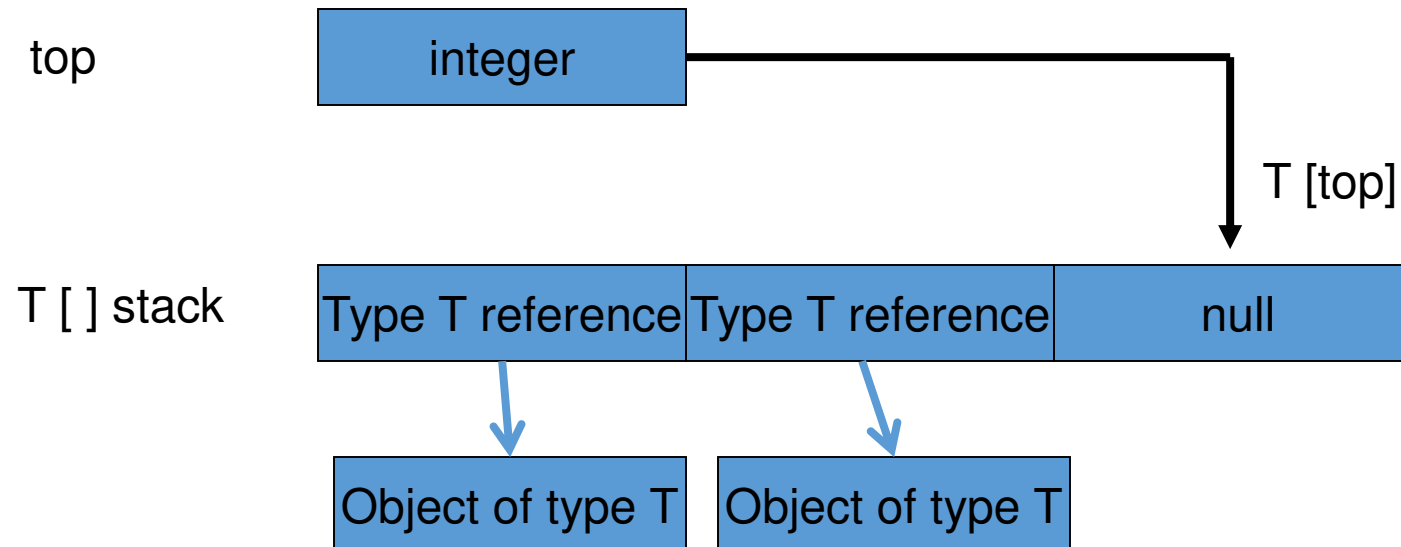 top
integer
T [top]
T [ ] stack
Type T reference
Type T reference
null
Object of type T
Object of type T